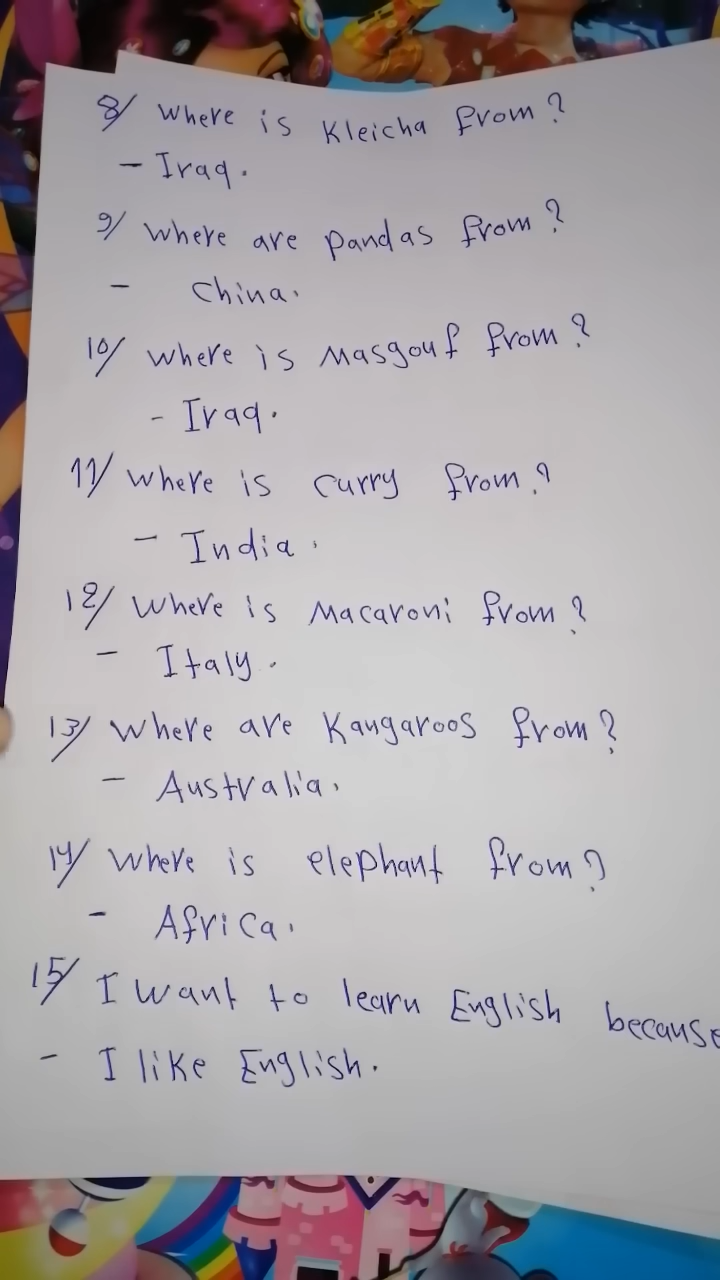 8/ Where is Kleicha from?
- Iraq.
9/ Where are pandas from?
- China.
10/ Where is Masgouf from?
- Iraq.
11/ Where is curry from?
- India.
12/ Where is Macaroni from?
- Italy.
13/ Where are Kangaroos from?
- Australia.
14/ Where is elephant from?
- Africa.
15/ I want to learn English because
- I like English.